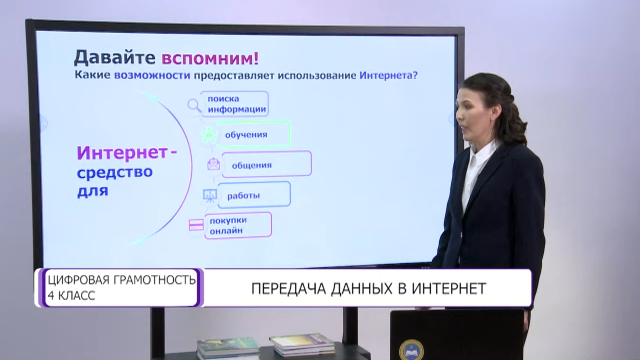 Давайте вспомним!
Какие возможности предоставляет использование Интернета?
поиска
информации
обучения
Интернет-
средство
для
общения
работы
покупки
онлайн
ЦИФРОВАЯ ГРАМОТНОСТЬ
4 КЛАСС
ПЕРЕДАЧА ДАННЫХ В ИНТЕРНЕТ